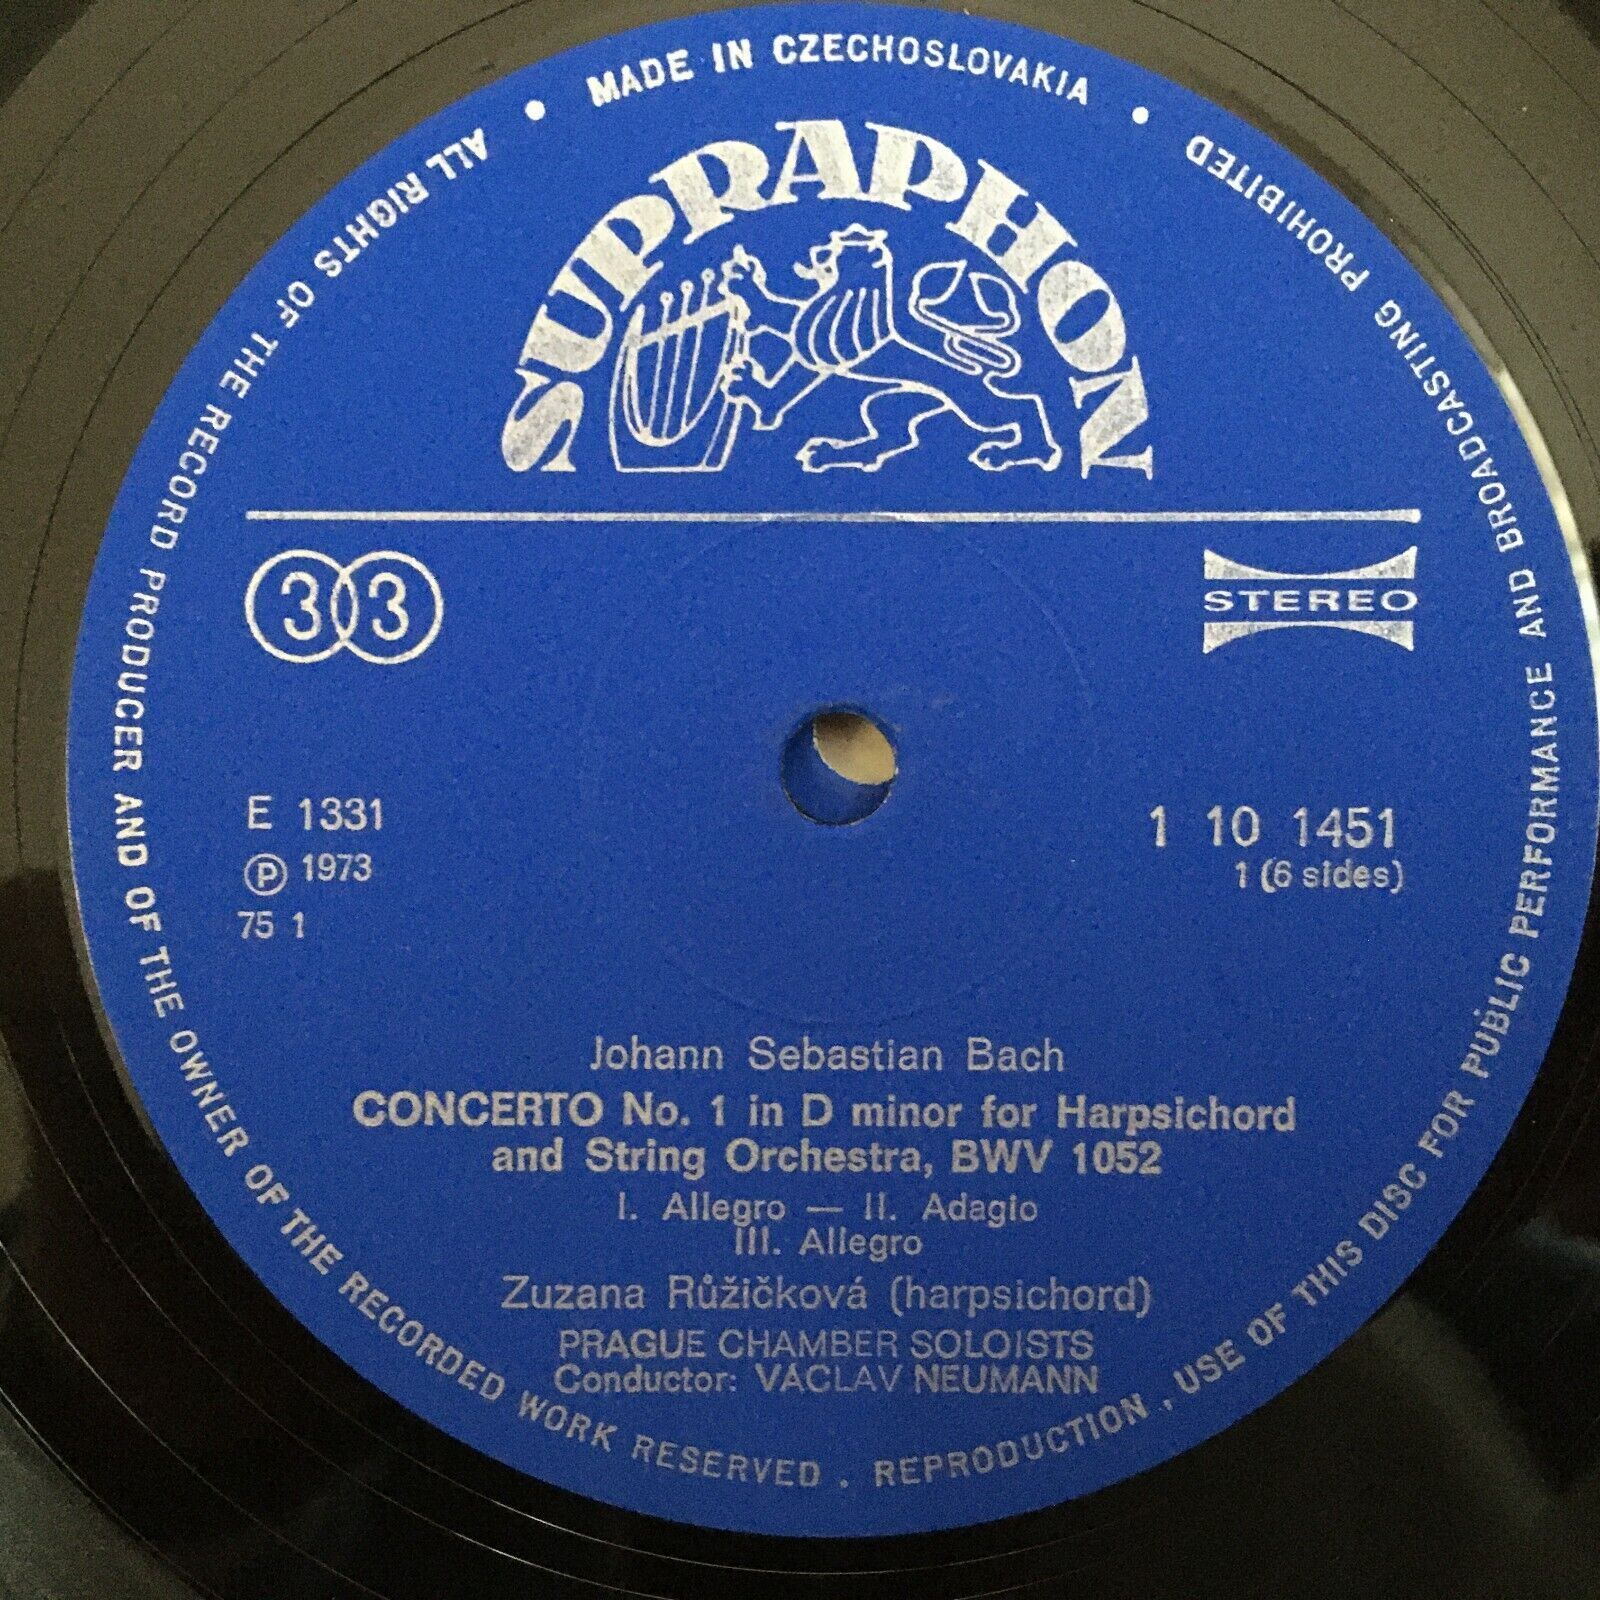 MADE IN CZECHOSLOVAKIA
SUPRAPHON
33
STEREO
E 1331
Ⓟ 1973
75 1
1 10 1451
1 (6 sides)
Johann Sebastian Bach
CONCERTO No. 1 in D minor for Harpsichord
and String Orchestra, BWV 1052
I. Allegro — II. Adagio
III. Allegro
Zuzana Růžičková (harpsichord)
PRAGUE CHAMBER SOLOISTS
Conductor: VÁCLAV NEUMANN
ALL RIGHTS OF THE RECORD PRODUCER AND OF THE OWNER OF THE RECORDED WORK RESERVED . REPRODUCTION , USE OF THIS DISC FOR PUBLIC PERFORMANCE AND BROADCASTING PROHIBITED